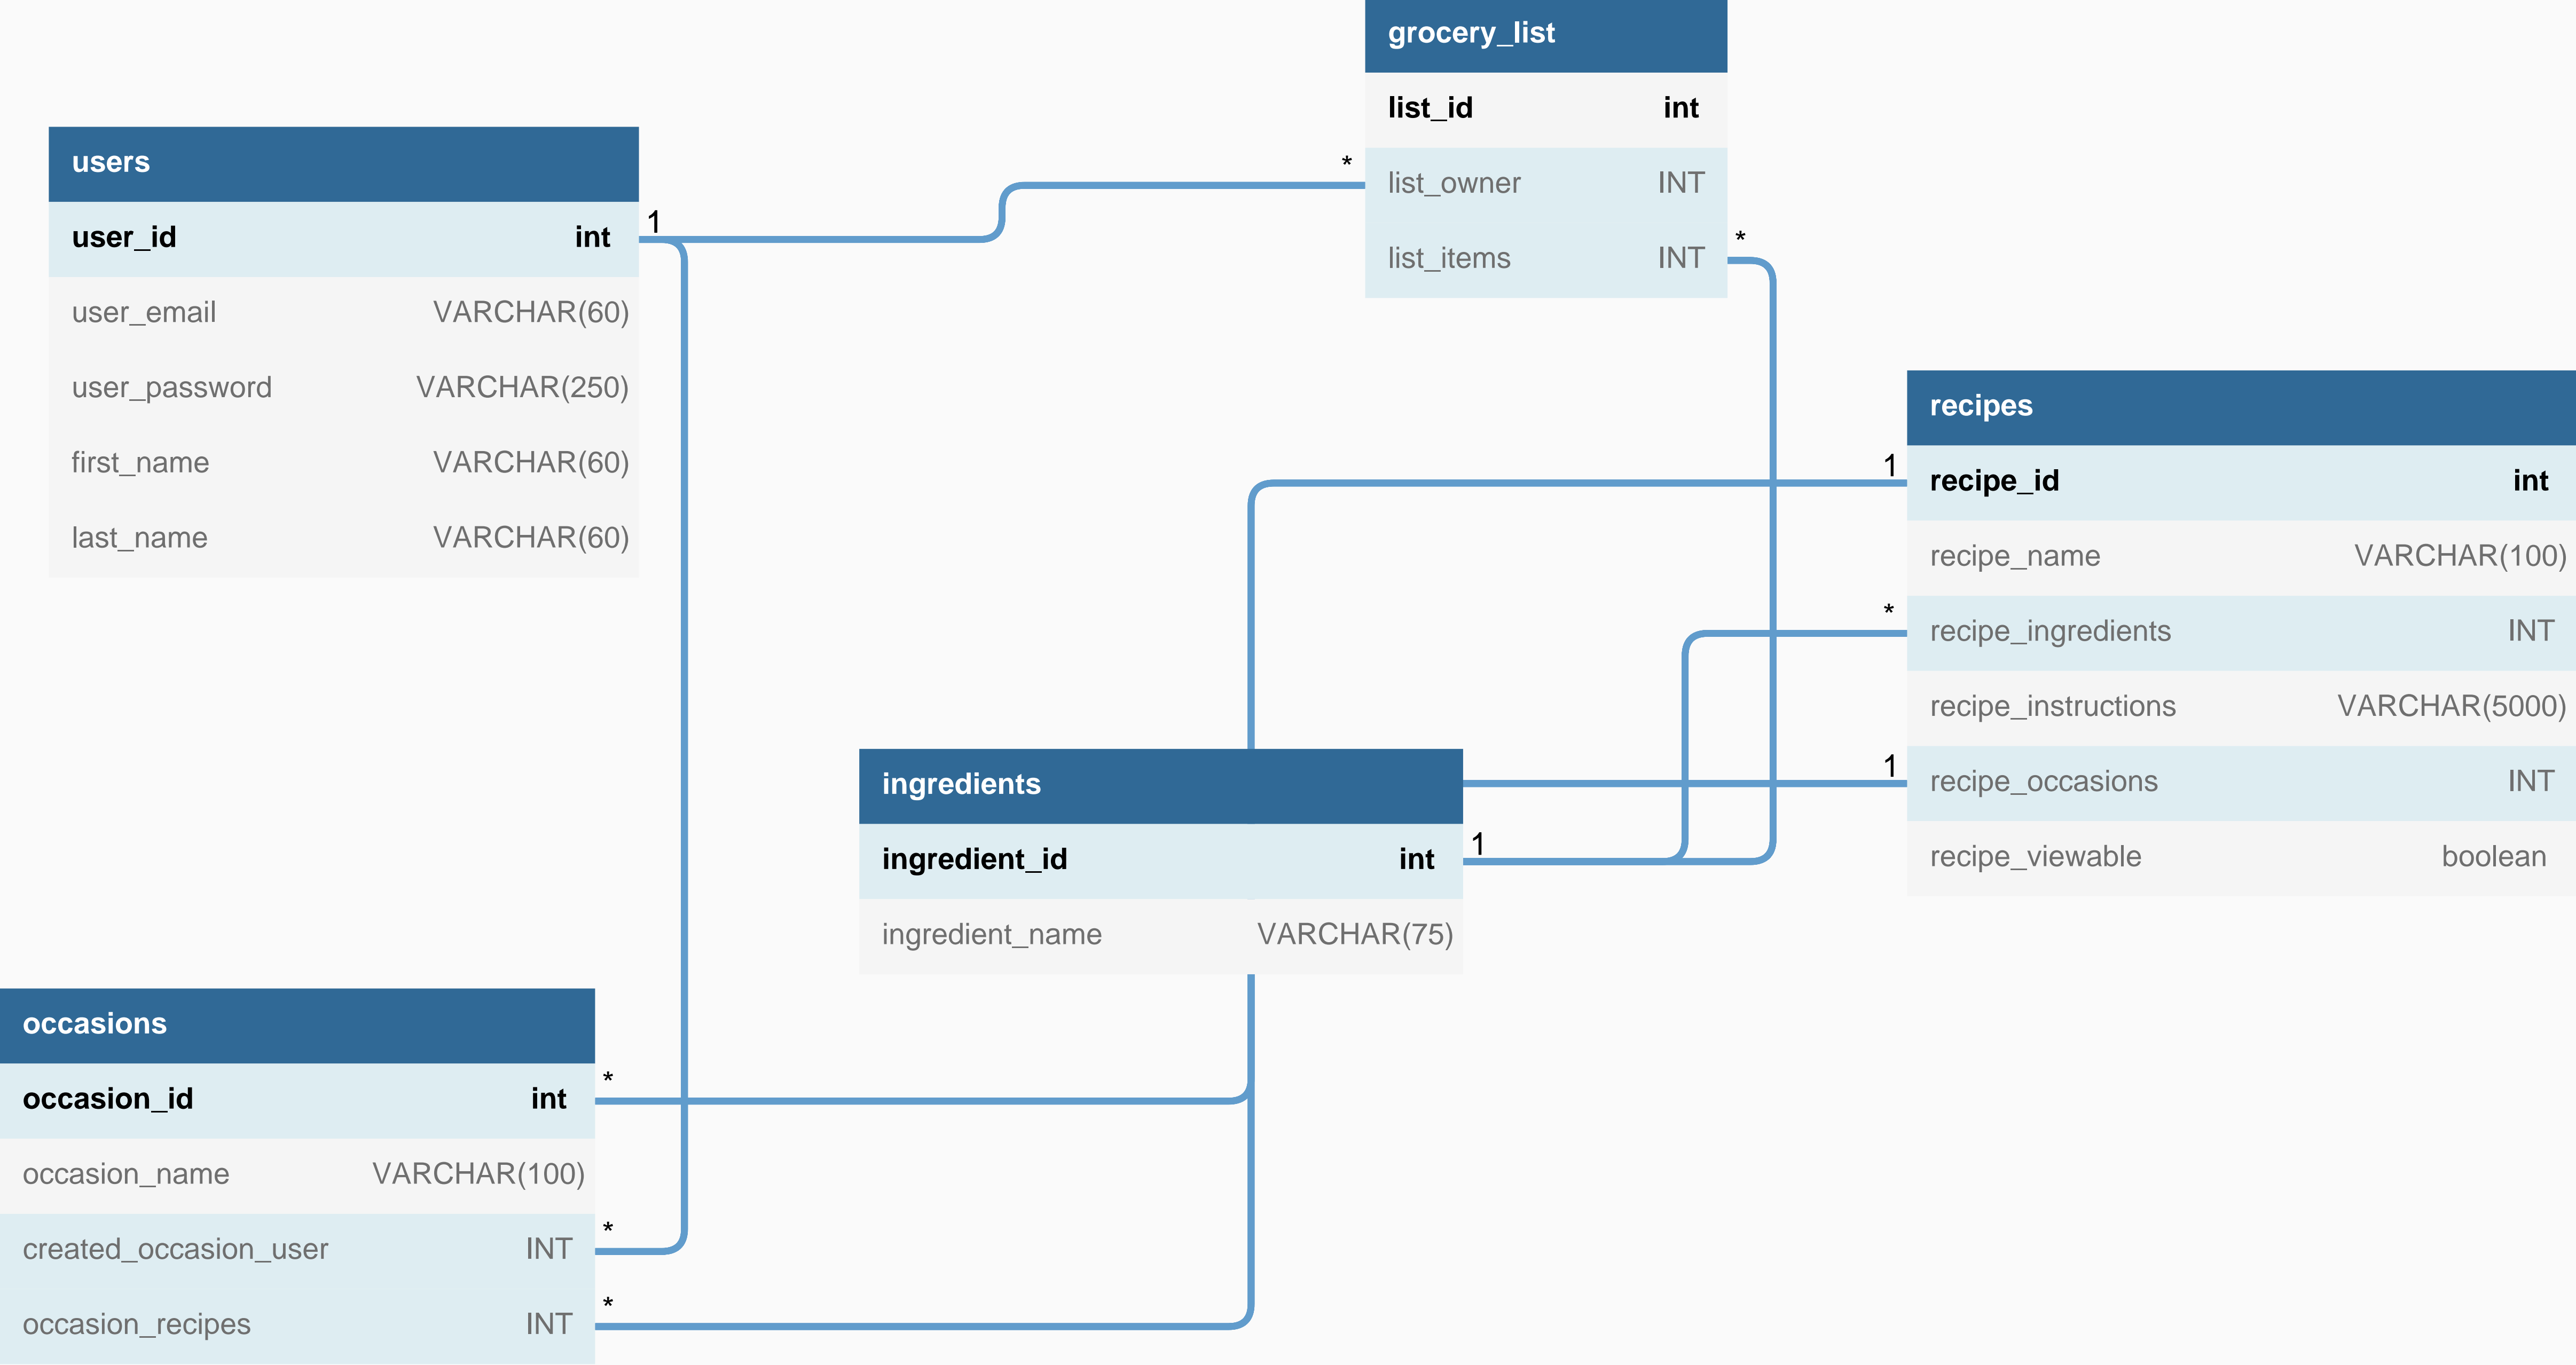 grocery_list
list_id int
* list_owner INT
list_items INT *
users
user_id int 1
user_email VARCHAR(60)
user_password VARCHAR(250)
first_name VARCHAR(60)
last_name VARCHAR(60)
recipes
1 recipe_id int
recipe_name VARCHAR(100)
* recipe_ingredients INT
recipe_instructions VARCHAR(5000)
1 recipe_occasions INT
recipe_viewable boolean
ingredients
ingredient_id int 1
ingredient_name VARCHAR(75)
occasions
occasion_id int *
occasion_name VARCHAR(100)
created_occasion_user INT *
occasion_recipes INT *